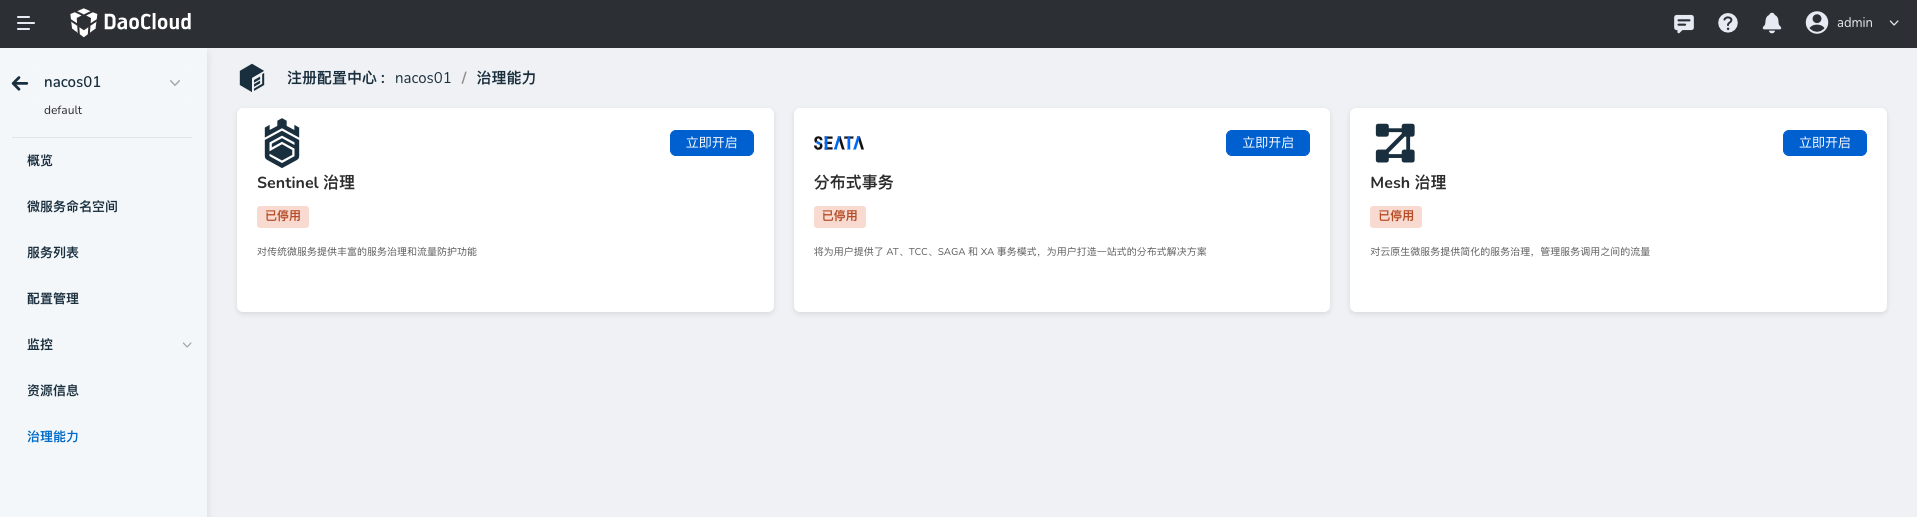 DaoCloud
admin
nacos01
default
概览
微服务命名空间
服务列表
配置管理
监控
资源信息
治理能力
注册配置中心： nacos01 / 治理能力
立即开启
Sentinel 治理
已停用
对传统微服务提供丰富的服务治理和流量防护功能
SEATA
立即开启
分布式事务
已停用
将为用户提供了 AT、TCC、SAGA 和 XA 事务模式，为用户打造一站式的分布式解决方案
立即开启
Mesh 治理
已停用
对云原生微服务提供简化的服务治理，管理服务调用之间的流量